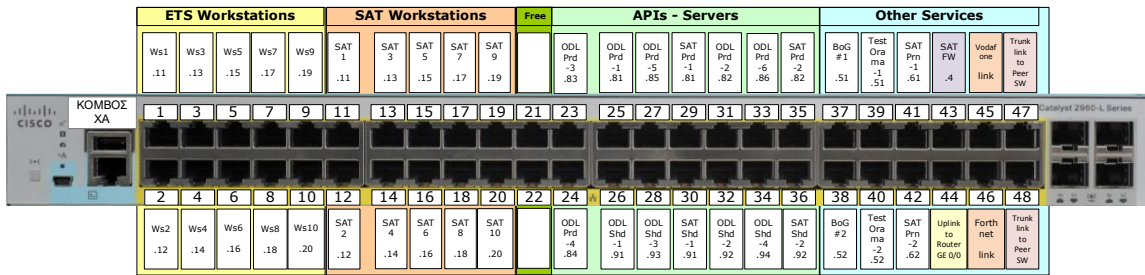 ETS Workstations
SAT Workstations
Free
APIs - Servers
Other Services
Ws1 .11
Ws3 .13
Ws5 .15
Ws7 .17
Ws9 .19
SAT 1 .11
SAT 3 .13
SAT 5 .15
SAT 7 .17
SAT 9 .19
ODL Prd -3 .83
ODL Prd -1 .81
ODL Prd -5 .85
SAT Prd -1 .81
ODL Prd -2 .82
ODL Prd -6 .86
SAT Prd -2 .82
BoG #1 .51
Test Ora ma -1 .51
SAT Prn -1 .61
SAT FW .4
Vodaf one link
Trunk link to Peer SW
CISCO
ΚΟΜΒΟΣ ΧΑ
1 3 5 7 9 11 13 15 17 19 21 23 25 27 29 31 33 35 37 39 41 43 45 47
Catalyst 2960-L Series
2 4 6 8 10 12 14 16 18 20 22 24 26 28 30 32 34 36 38 40 42 44 46 48
Ws2 .12
Ws4 .14
Ws6 .16
Ws8 .18
Ws10 .20
SAT 2 .12
SAT 4 .14
SAT 6 .16
SAT 8 .18
SAT 10 .20
ODL Prd -4 .84
ODL Shd -1 .91
ODL Shd -3 .93
SAT Shd -1 .91
ODL Shd -2 .92
ODL Shd -4 .94
SAT Shd -2 .92
BoG #2 .52
Test Ora ma -2 .52
SAT Prn -2 .62
Uplink to Router GE 0/0
Forth net link
Trunk link to Peer SW